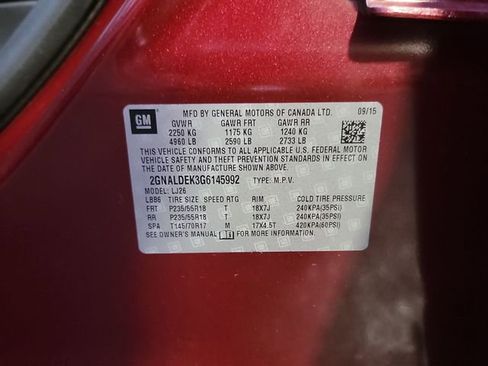 GM
MFD BY GENERAL MOTORS OF CANADA LTD. 09/15
GVWR GAWR FRT GAWR RR
2250 KG 1175 KG 1240 KG
4960 LB 2590 LB 2733 LB
THIS VEHICLE CONFORMS TO ALL APPLICABLE U.S. FEDERAL MOTOR
VEHICLE SAFETY AND THEFT PREVENTION STANDARDS IN EFFECT ON
THE DATE OF MANUFACTURE SHOWN ABOVE.
2GNALDEK3G6145992 TYPE: M.P.V.
MODEL: LJ26
LB86 TIRE SIZE SPEED RTG RIM COLD TIRE PRESSURE
FRT P235/55R18 T 18X7J 240KPA(35PSI)
RR P235/55R18 T 18X7J 240KPA(35PSI)
SPA T145/70R17 M 17X4.5T 420KPA(60PSI)
SEE OWNER'S MANUAL i FOR MORE INFORMATION.